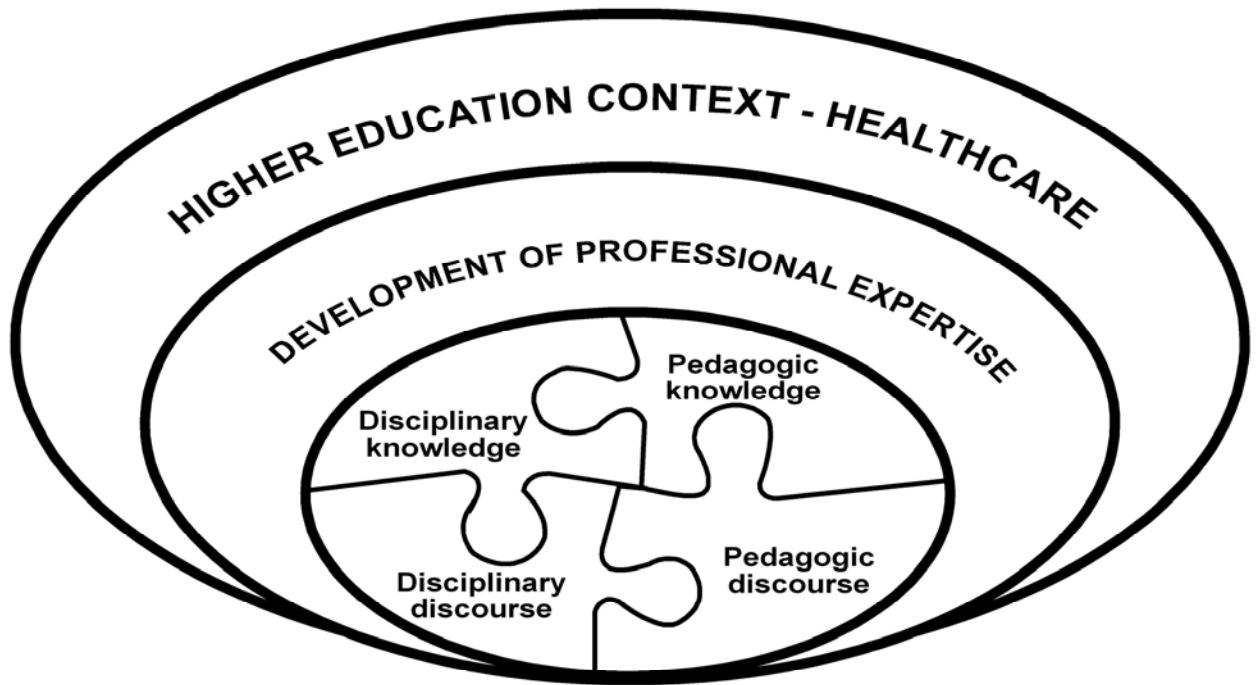 HIGHER EDUCATION CONTEXT - HEALTHCARE
DEVELOPMENT OF PROFESSIONAL EXPERTISE
Disciplinary
knowledge
Pedagogic
knowledge
Disciplinary
discourse
Pedagogic
discourse